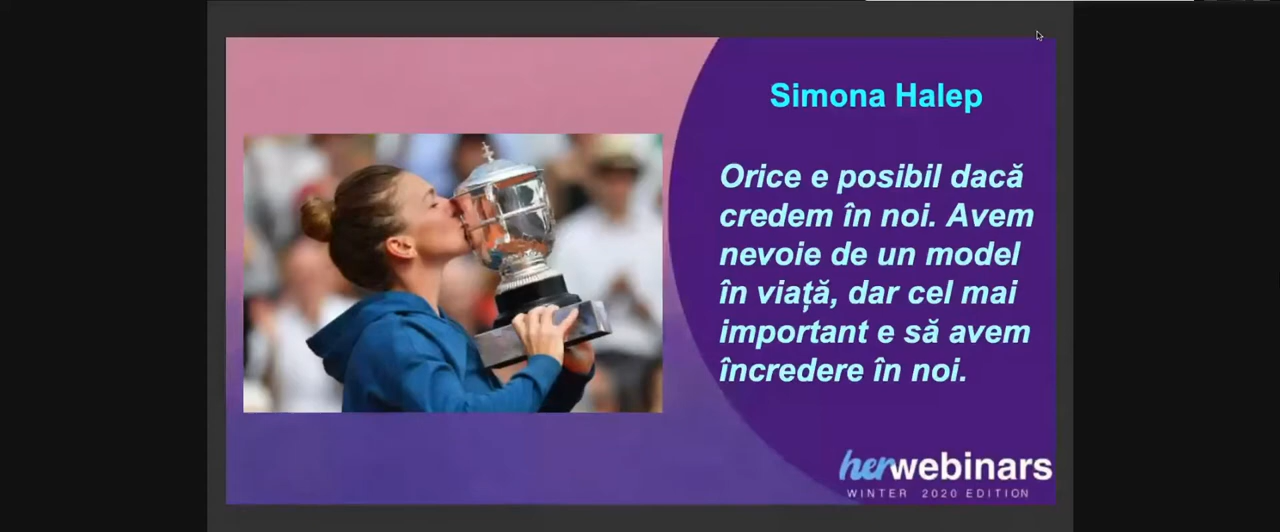 Simona Halep
Orice e posibil dacă
credem în noi. Avem
nevoie de un model
în viață, dar cel mai
important e să avem
încredere în noi.
herwebinars
WINTER 2020 EDITION